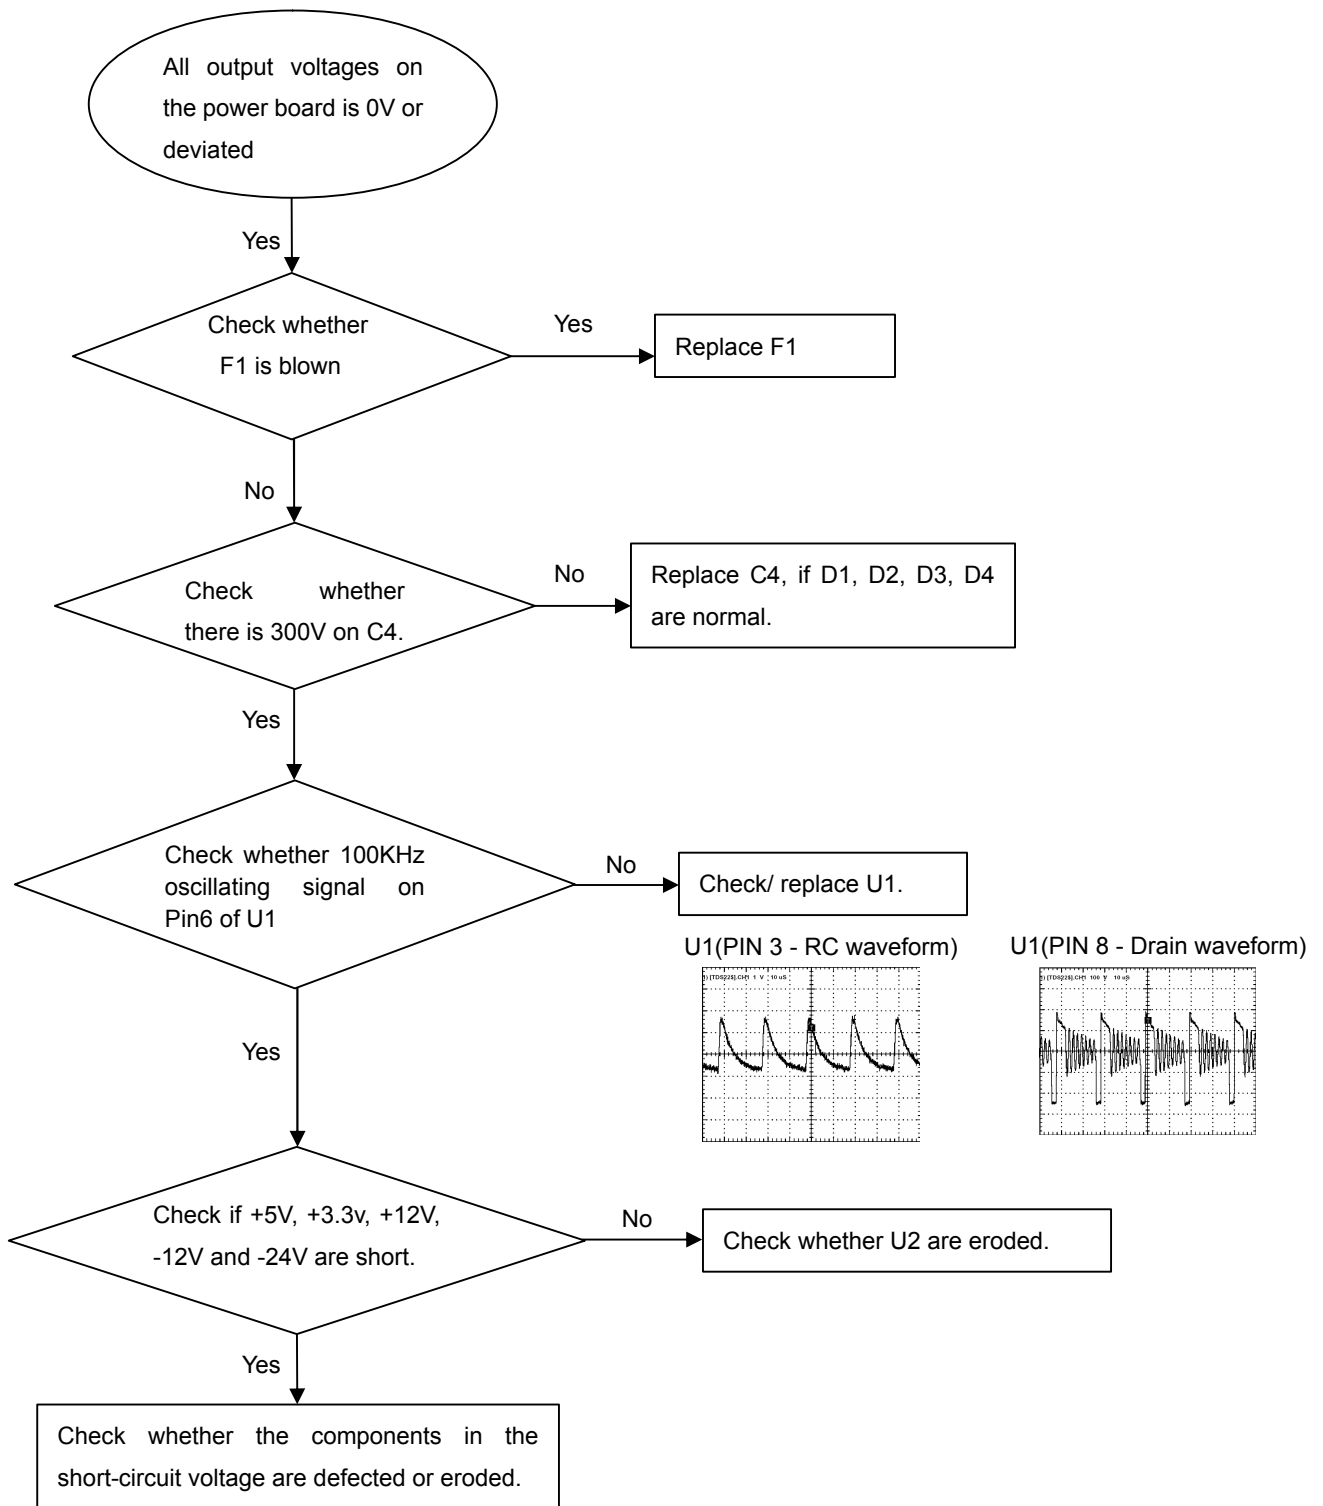 All output voltages on
the power board is 0V or
deviated
Yes
Check whether
F1 is blown
Yes
Replace F1
No
Check whether
there is 300V on C4.
No
Replace C4, if D1, D2, D3, D4
are normal.
Yes
Check whether 100KHz
oscillating signal on
Pin6 of U1
No
Check/ replace U1.
U1(PIN 3 - RC waveform)
U1(PIN 8 - Drain waveform)
Yes
Check if +5V, +3.3v, +12V,
-12V and -24V are short.
No
Check whether U2 are eroded.
Yes
Check whether the components in the
short-circuit voltage are defected or eroded.